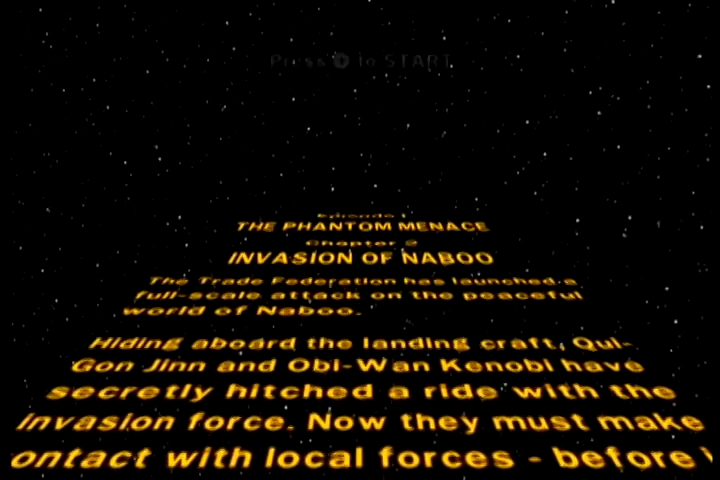 Press to START
Episode I
THE PHANTOM MENACE
Chapter 2
INVASION OF NABOO
The Trade Federation has launched a
full-scale attack on the peaceful
world of Naboo.
Hiding aboard the landing craft, Qui-
Gon Jinn and Obi-Wan Kenobi have
secretly hitched a ride with the
invasion force. Now they must make
ontact with local forces - before